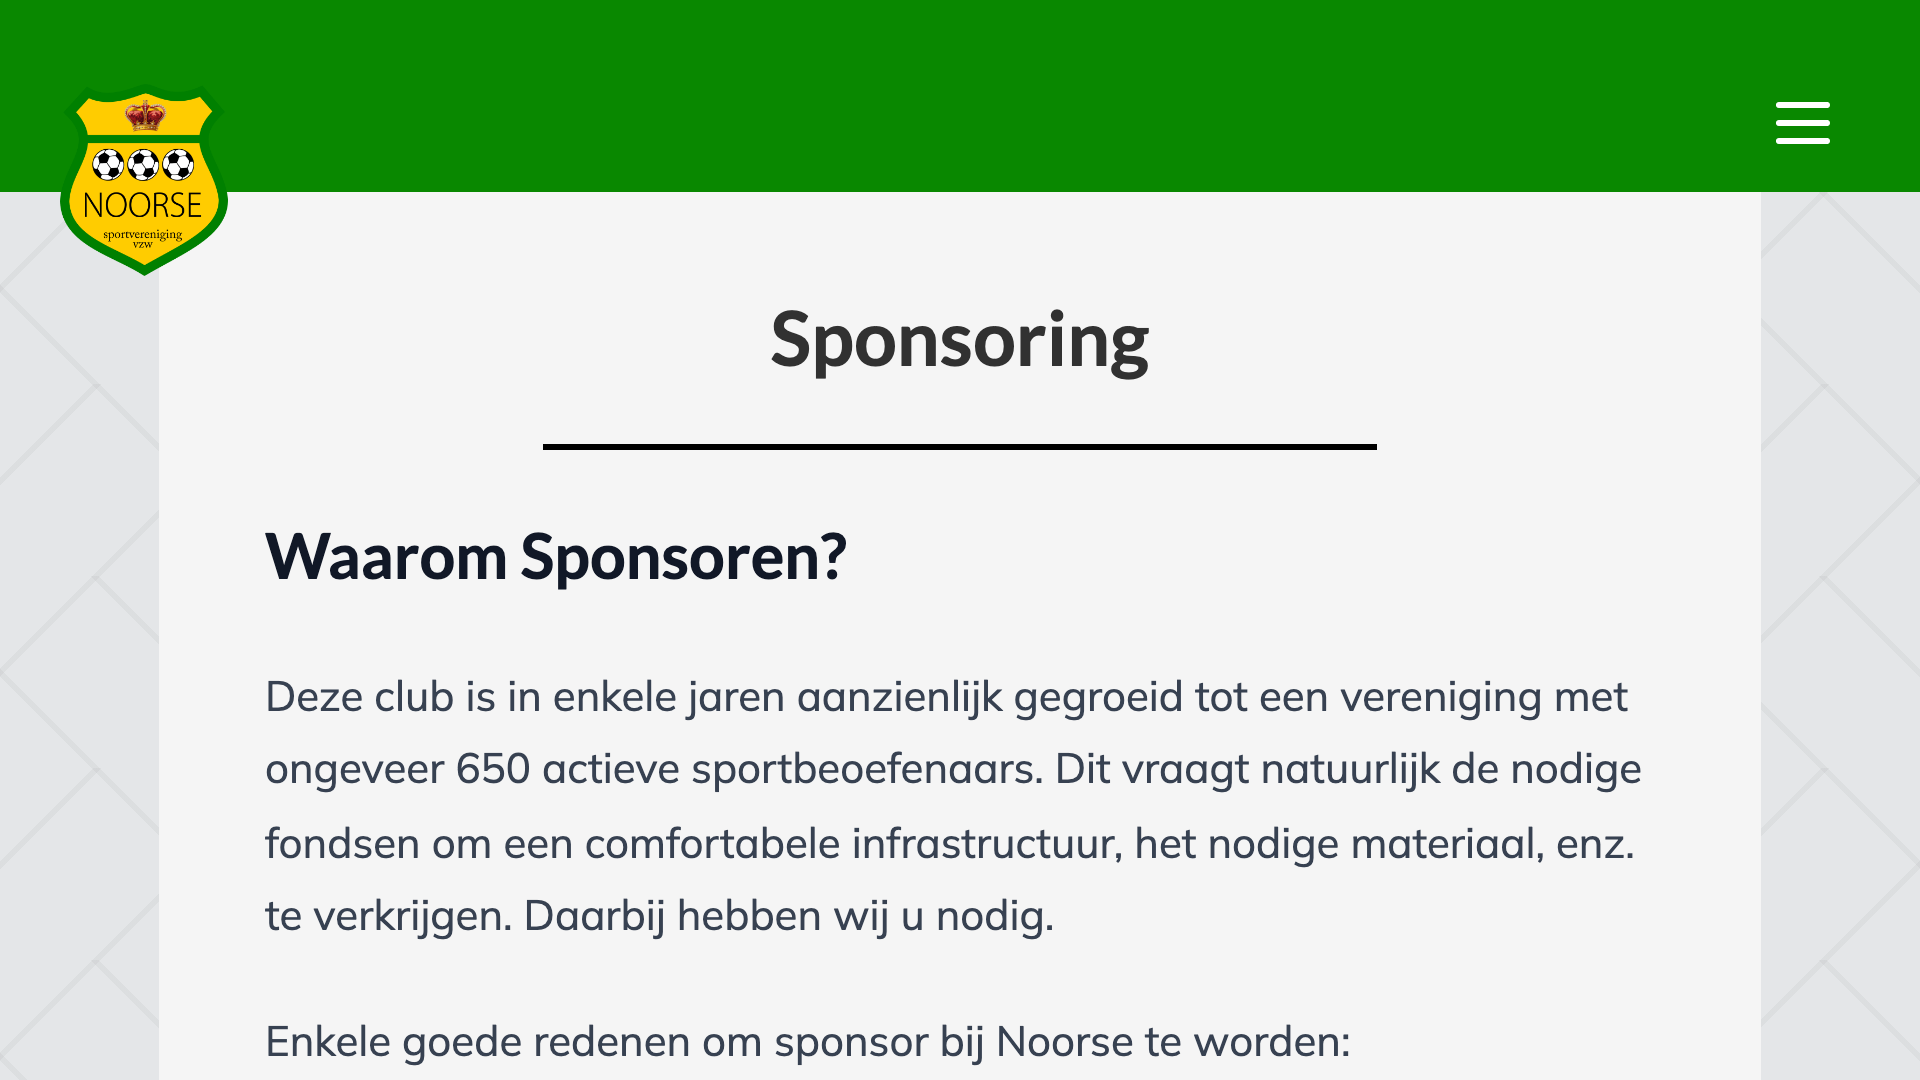 NOORSE
sportvereniging
vzw
Sponsoring
Waarom Sponsoren?
Deze club is in enkele jaren aanzienlijk gegroeid tot een vereniging met
ongeveer 650 actieve sportbeoefenaars. Dit vraagt natuurlijk de nodige
fondsen om een comfortabele infrastructuur, het nodige materiaal, enz.
te verkrijgen. Daarbij hebben wij u nodig.
Enkele goede redenen om sponsor bij Noorse te worden: